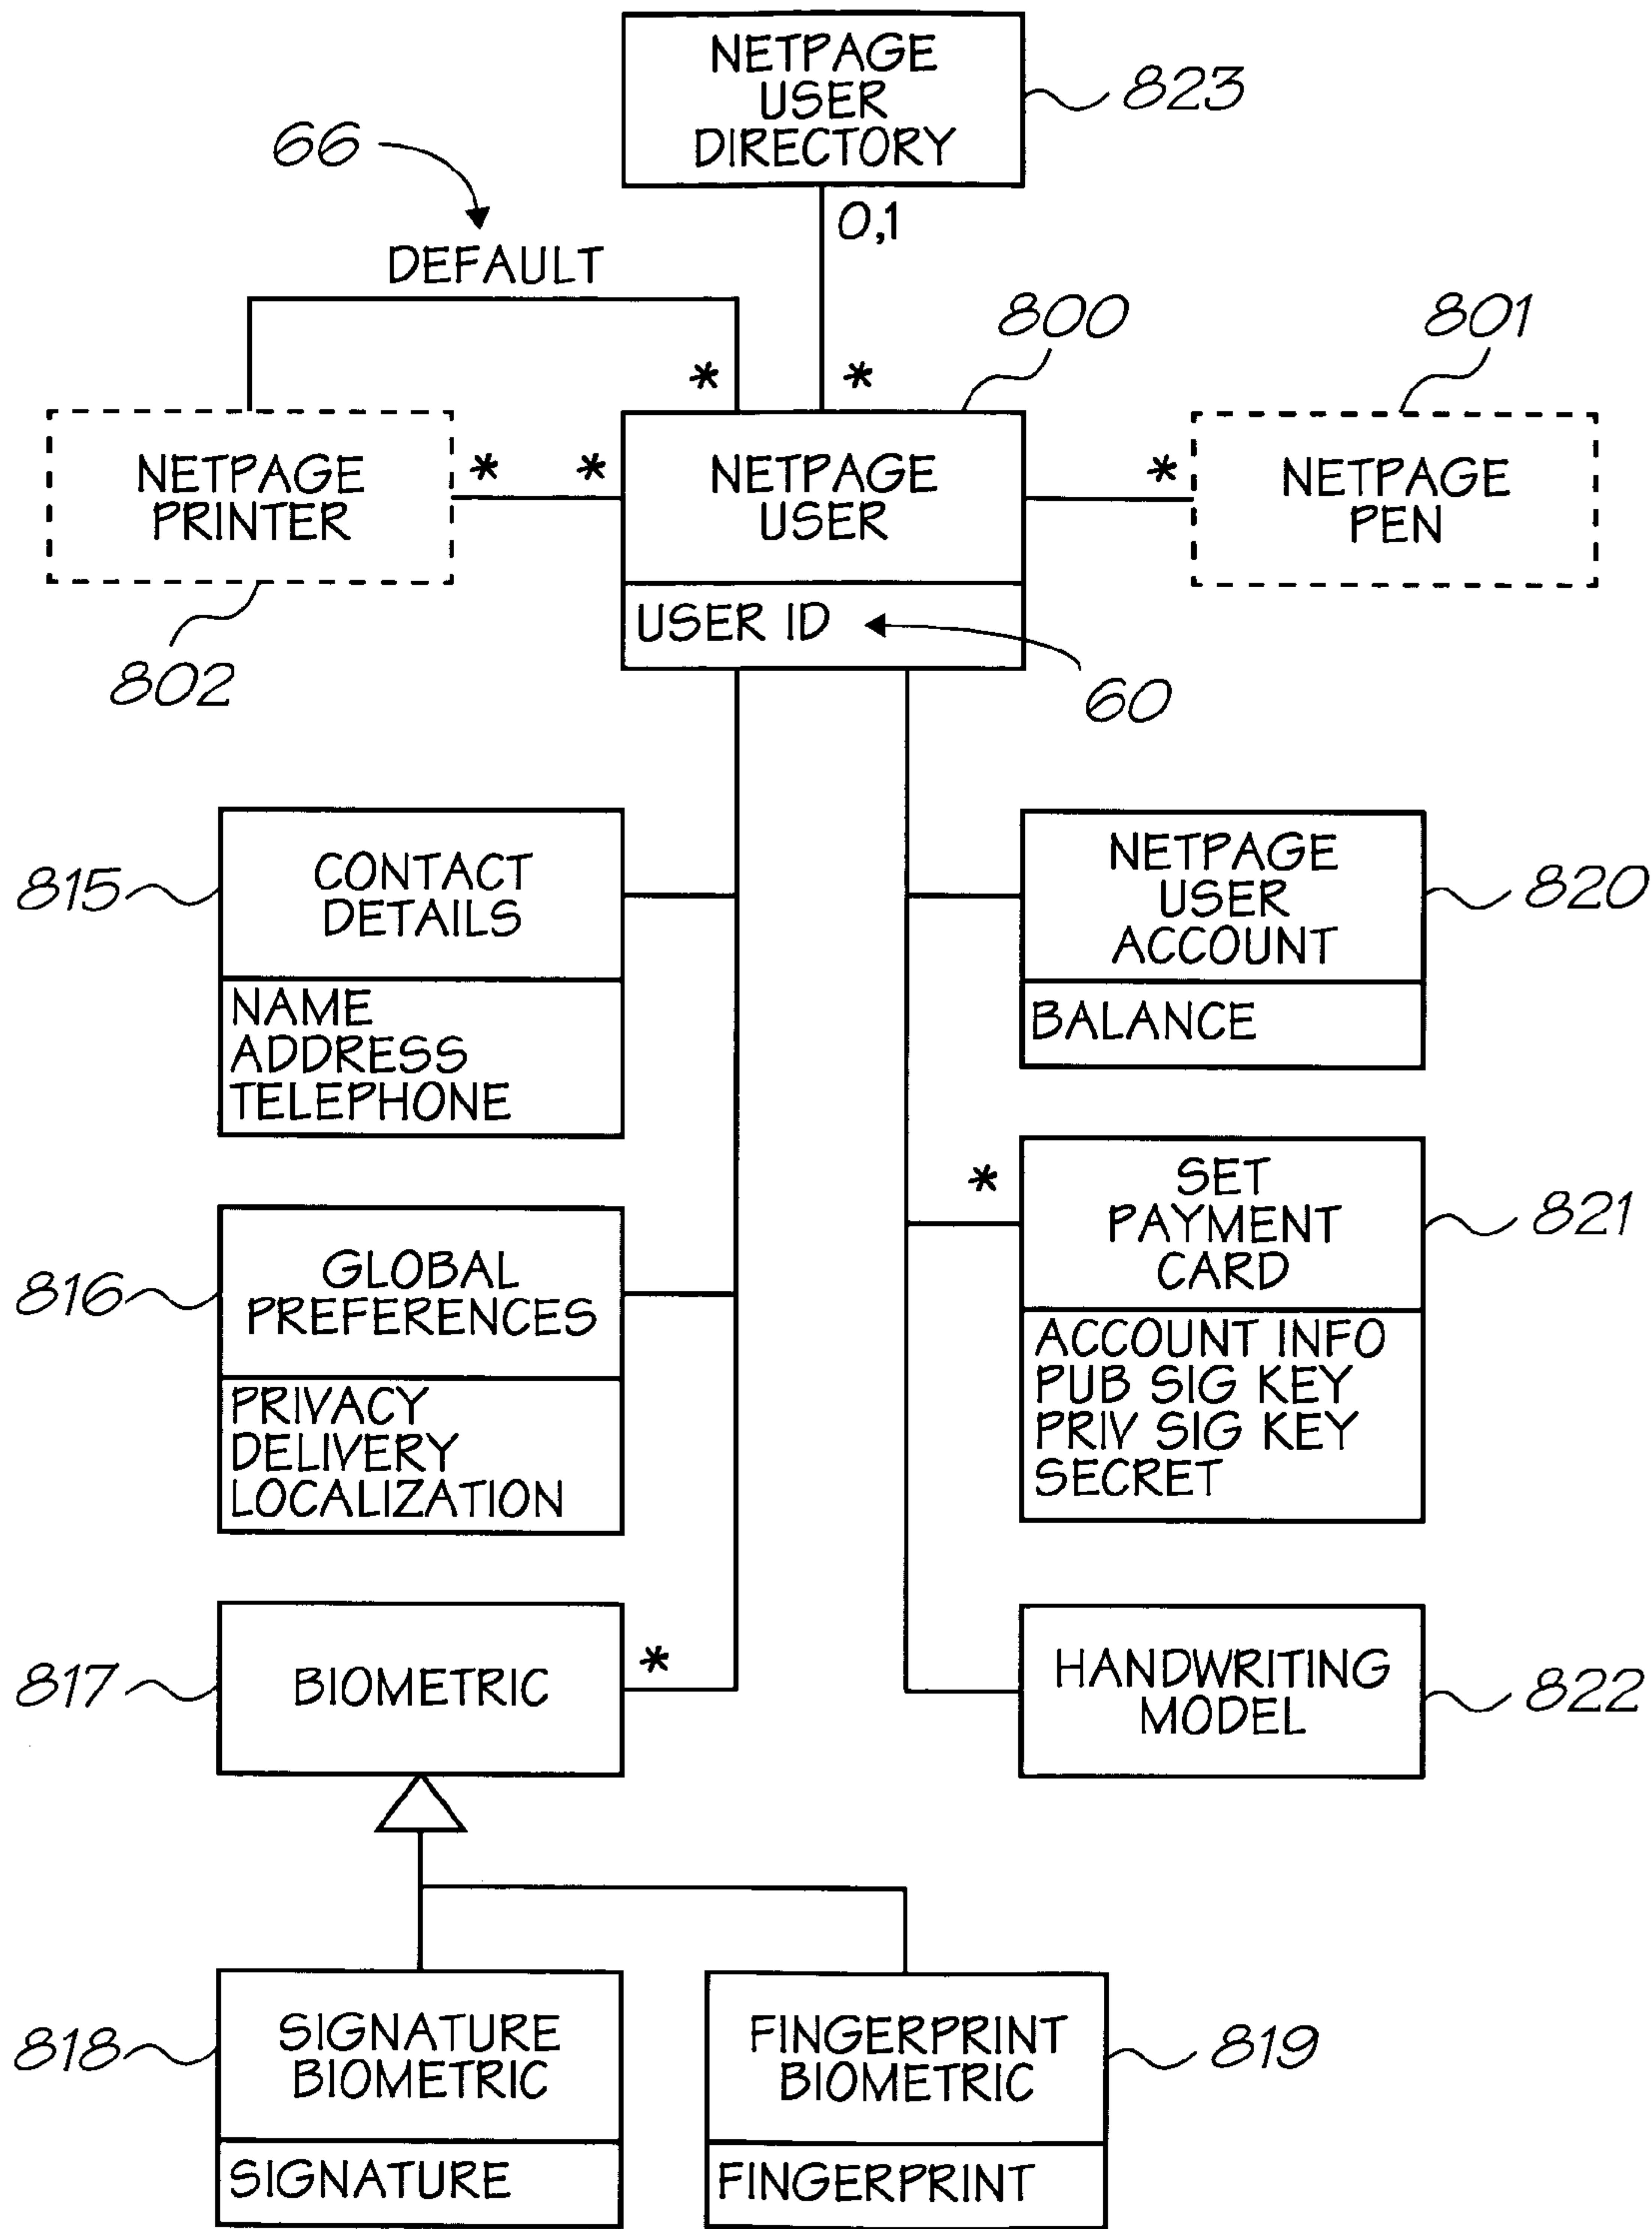 NETPAGE
USER
DIRECTORY
823
66
0,1
DEFAULT
800
801
*
*
NETPAGE
PRINTER
*
*
NETPAGE
USER
*
NETPAGE
PEN
USER ID
802
60
815
CONTACT
DETAILS
NAME
ADDRESS
TELEPHONE
NETPAGE
USER
ACCOUNT
820
BALANCE
816
GLOBAL
PREFERENCES
PRIVACY
DELIVERY
LOCALIZATION
*
SET
PAYMENT
CARD
821
ACCOUNT INFO
PUB SIG KEY
PRIV SIG KEY
SECRET
817
BIOMETRIC
*
HANDWRITING
MODEL
822
818
SIGNATURE
BIOMETRIC
SIGNATURE
FINGERPRINT
BIOMETRIC
819
FINGERPRINT